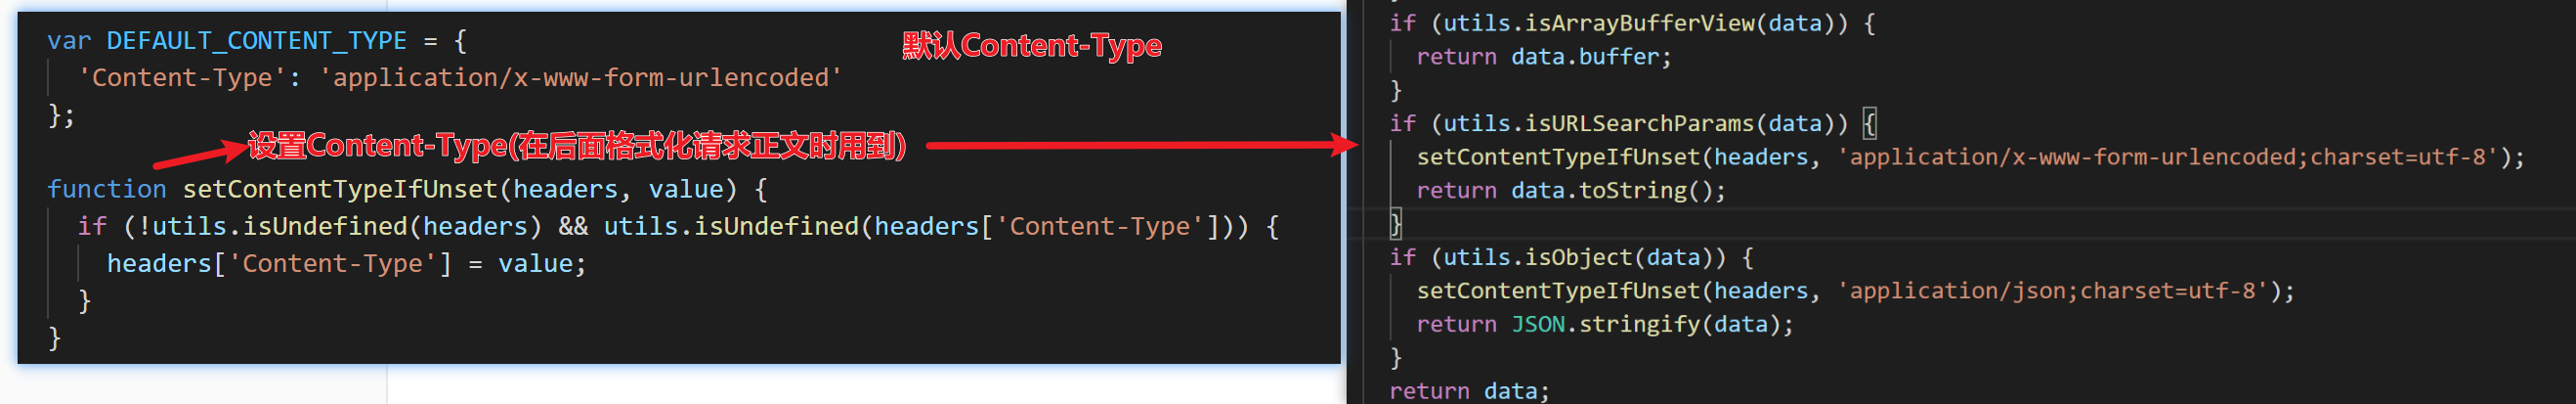 var DEFAULT_CONTENT_TYPE = {
默认Content-Type
'Content-Type': 'application/x-www-form-urlencoded'
};
设置Content-Type(在后面格式化请求正文时用到)
function setContentTypeIfUnset(headers, value) {
if (!utils.isUndefined(headers) && utils.isUndefined(headers['Content-Type'])) {
headers['Content-Type'] = value;
}
}
if (utils.isArrayBufferView(data)) {
return data.buffer;
}
if (utils.isURLSearchParams(data)) {
setContentTypeIfUnset(headers, 'application/x-www-form-urlencoded;charset=utf-8');
return data.toString();
}
if (utils.isObject(data)) {
setContentTypeIfUnset(headers, 'application/json;charset=utf-8');
return JSON.stringify(data);
}
return data;